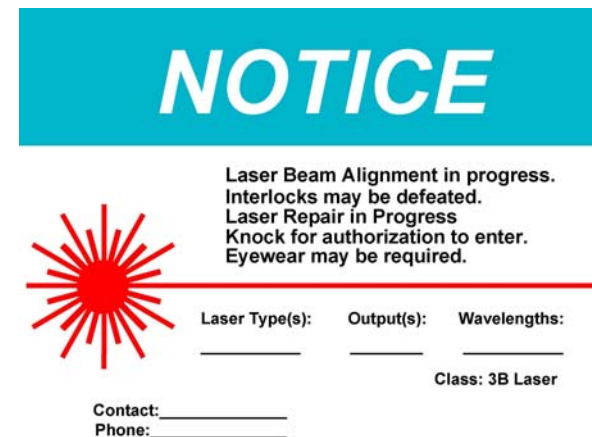 NOTICE
Laser Beam Alignment in progress.
Interlocks may be defeated.
Laser Repair in Progress
Knock for authorization to enter.
Eyewear may be required.
Laser Type(s): Output(s): Wavelengths:
Class: 3B Laser
Contact:
Phone: